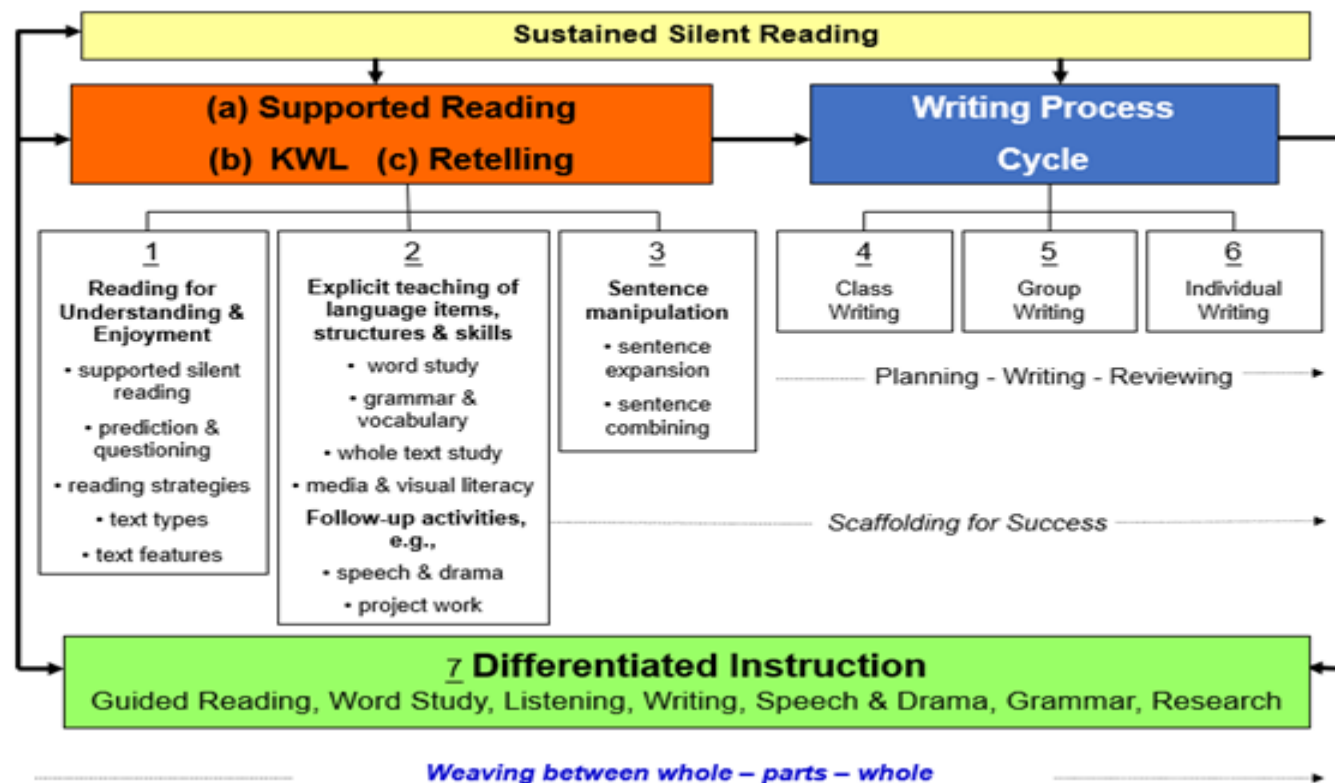 Sustained Silent Reading
(a) Supported Reading
(b) KWL (c) Retelling
Writing Process
Cycle
1
Reading for
Understanding &
Enjoyment
• supported silent
reading
• prediction &
questioning
• reading strategies
• text types
• text features
2
Explicit teaching of
language items,
structures & skills
• word study
• grammar &
vocabulary
• whole text study
• media & visual literacy
Follow-up activities,
e.g.,
• speech & drama
• project work
3
Sentence
manipulation
• sentence
expansion
• sentence
combining
4
Class
Writing
5
Group
Writing
6
Individual
Writing
Planning - Writing - Reviewing
Scaffolding for Success
7 Differentiated Instruction
Guided Reading, Word Study, Listening, Writing, Speech & Drama, Grammar, Research
Weaving between whole – parts – whole